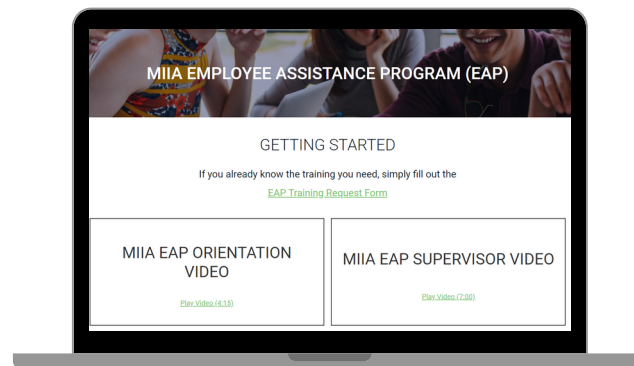 MIIA EMPLOYEE ASSISTANCE PROGRAM (EAP)
GETTING STARTED
If you already know the training you need, simply fill out the
EAP Training Request Form
MIIA EAP ORIENTATION
VIDEO
Play Video (4:15)
MIIA EAP SUPERVISOR VIDEO
Play Video (7:00)